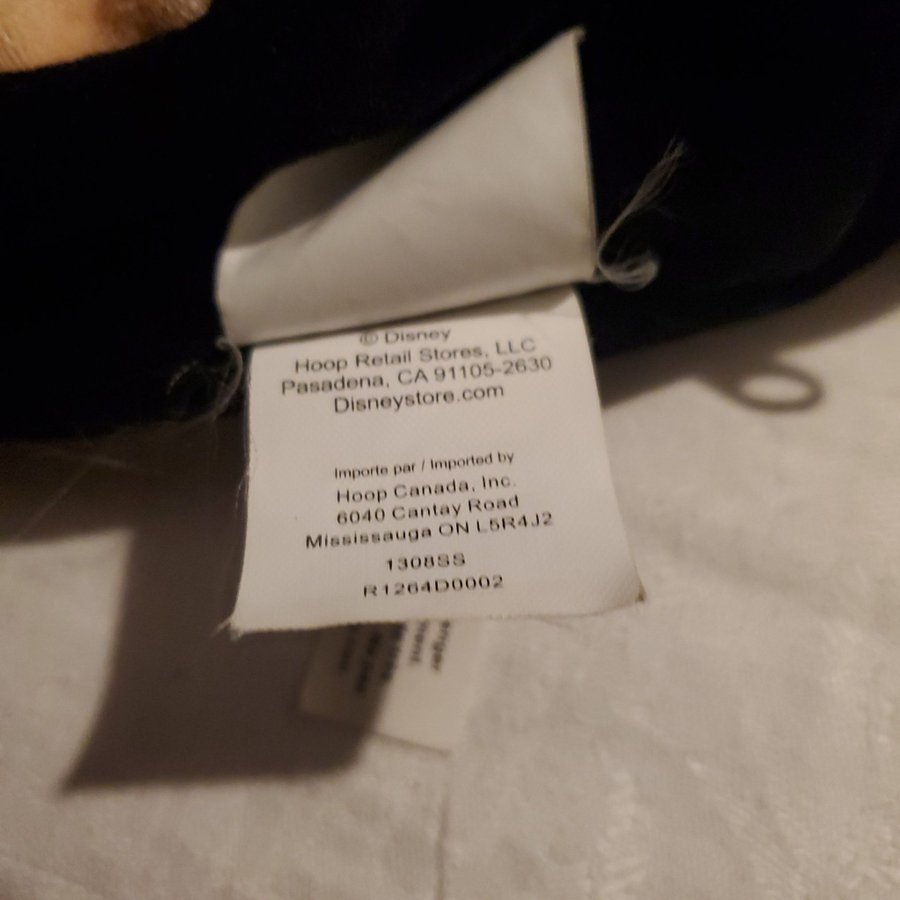 © Disney
Hoop Retail Stores, LLC
Pasadena, CA 91105-2630
Disneystore.com
Importe par / Imported by
Hoop Canada, Inc.
6040 Cantay Road
Mississauga ON L5R4J2
1308SS
R1264D0002